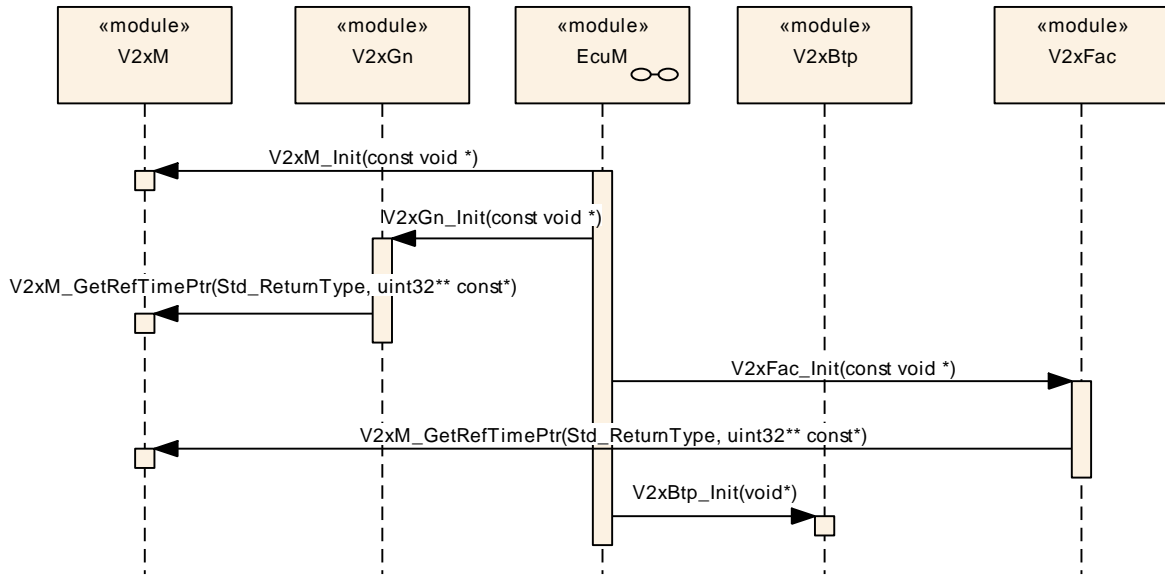 «module»
V2xM
«module»
V2xGn
«module»
EcuM
«module»
V2xBtp
«module»
V2xFac
V2xM_Init(const void *)
V2xGn_Init(const void *)
V2xM_GetRefTimePtr(Std_ReturnType, uint32** const*)
V2xFac_Init(const void *)
V2xM_GetRefTimePtr(Std_ReturnType, uint32** const*)
V2xBtp_Init(void*)